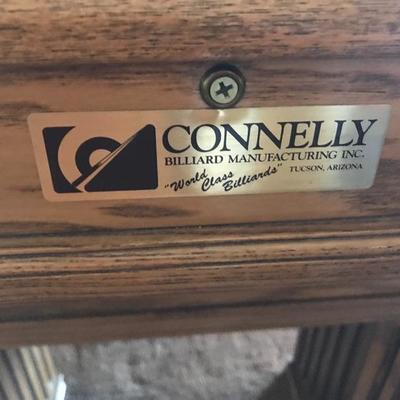 CONNELLY
BILLIARD MANUFACTURING INC.
"World Class Billiards" TUCSON, ARIZONA